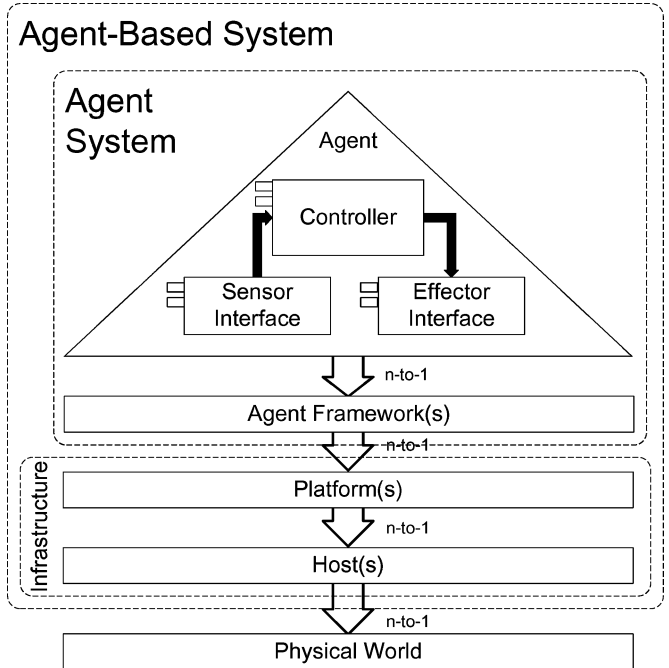 Agent-Based System
Agent
System
Agent
Controller
Sensor
Interface
Effector
Interface
n-to-1
Agent Framework(s)
n-to-1
Infrastructure
Platform(s)
n-to-1
Host(s)
n-to-1
Physical World